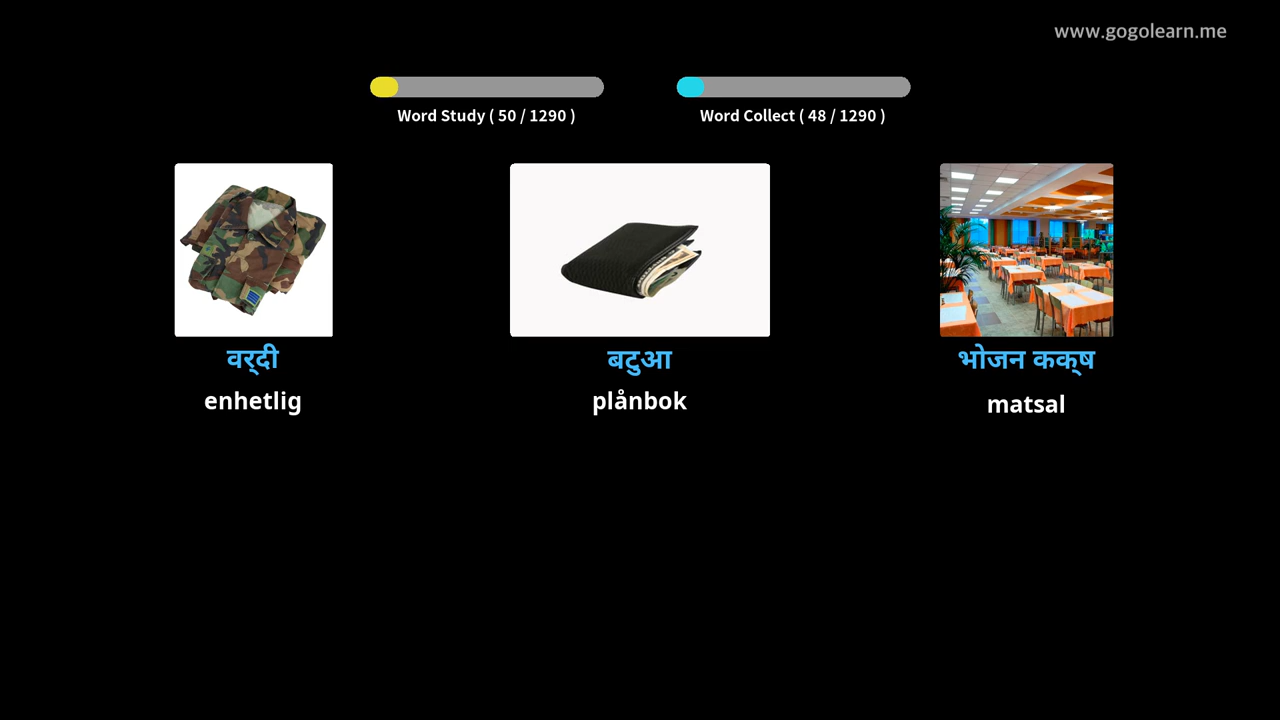 www.gogolearn.me
Word Study ( 50 / 1290 )
Word Collect ( 48 / 1290 )
वर्दी
बटुआ
भोजन कक्ष
enhetlig
plånbok
matsal